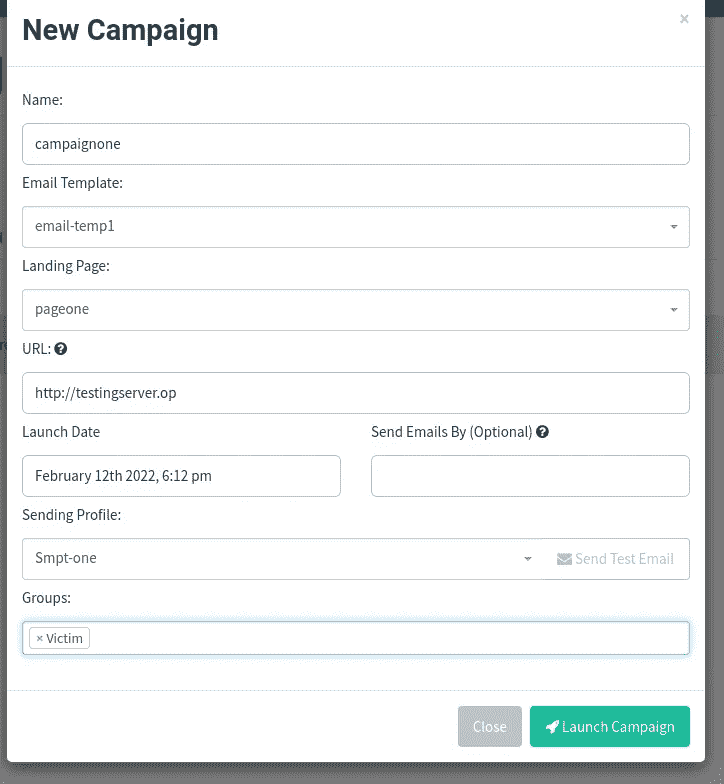 New Campaign
×
Name:
campaignone
Email Template:
email-temp1
Landing Page:
pageone
URL: ?
http://testingserver.op
Launch Date
Send Emails By (Optional) ?
February 12th 2022, 6:12 pm
Sending Profile:
Smpt-one
Send Test Email
Groups:
× Victim
Close
Launch Campaign